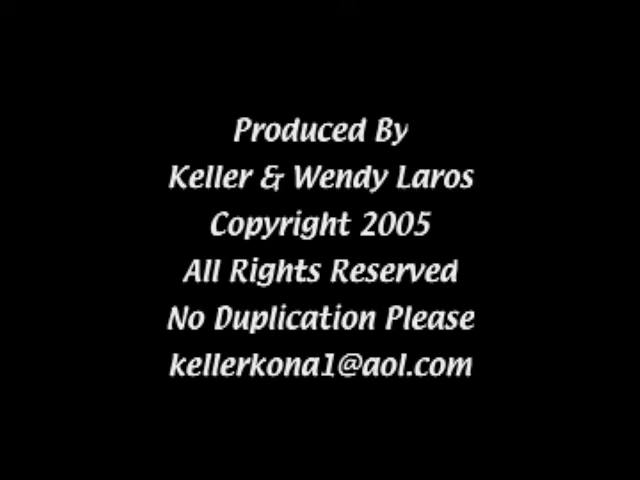 Produced By
Keller & Wendy Laros
Copyright 2005
All Rights Reserved
No Duplication Please
kellerkona1@aol.com